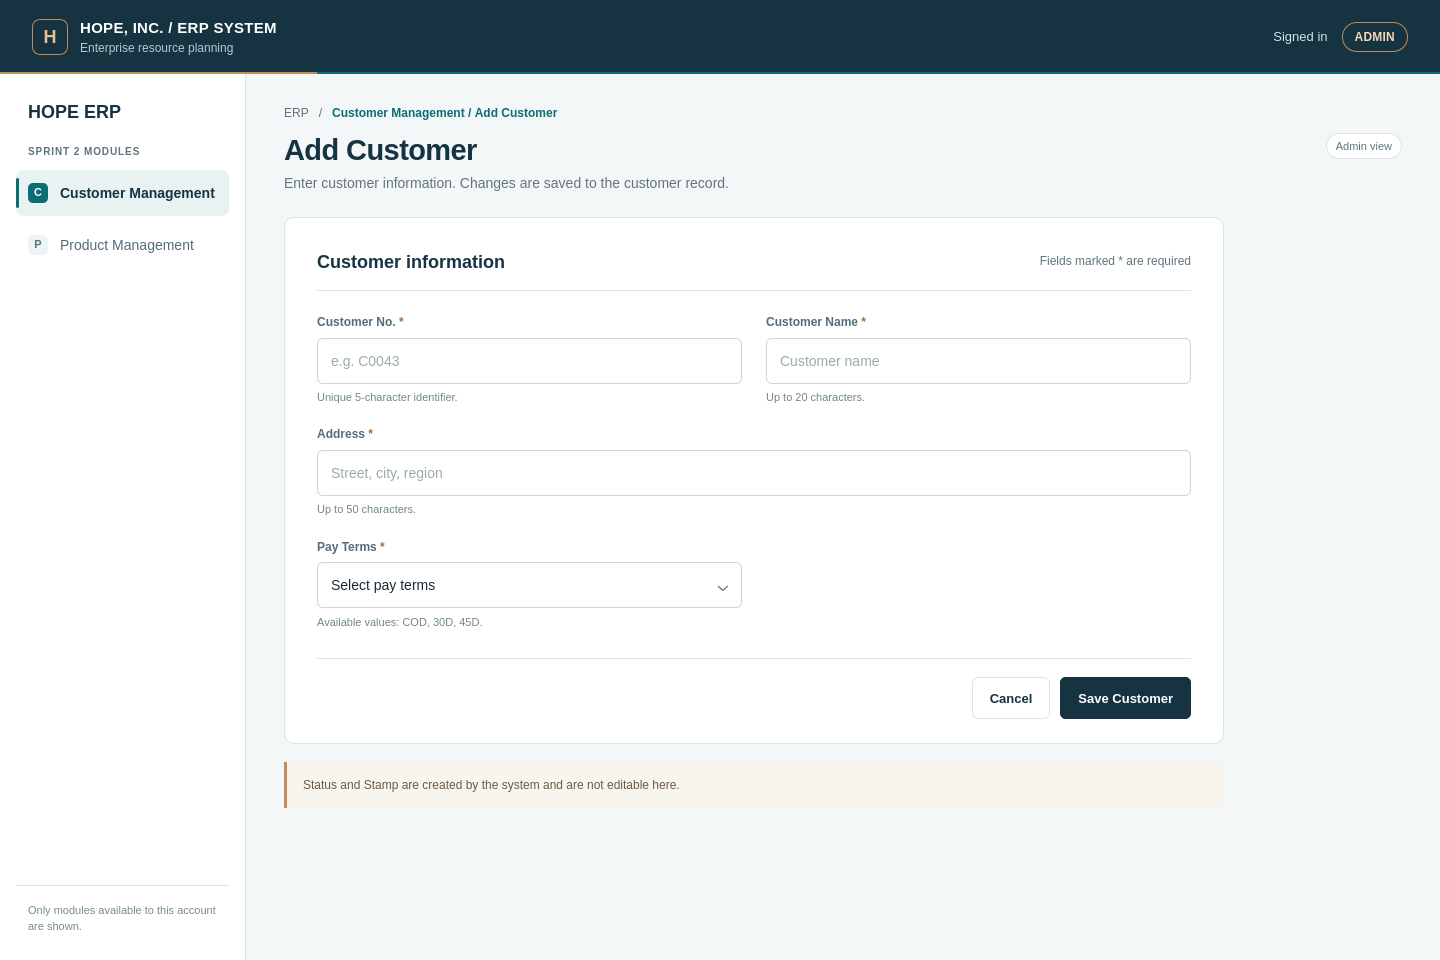 H
HOPE, INC. / ERP SYSTEM
Enterprise resource planning
Signed in
ADMIN
HOPE ERP
SPRINT 2 MODULES
C
Customer Management
P
Product Management
Only modules available to this account
are shown.
ERP / Customer Management / Add Customer
Add Customer
Admin view
Enter customer information. Changes are saved to the customer record.
Customer information
Fields marked * are required
Customer No. *
Customer Name *
e.g. C0043
Customer name
Unique 5-character identifier.
Up to 20 characters.
Address *
Street, city, region
Up to 50 characters.
Pay Terms *
Select pay terms
Available values: COD, 30D, 45D.
Cancel
Save Customer
Status and Stamp are created by the system and are not editable here.